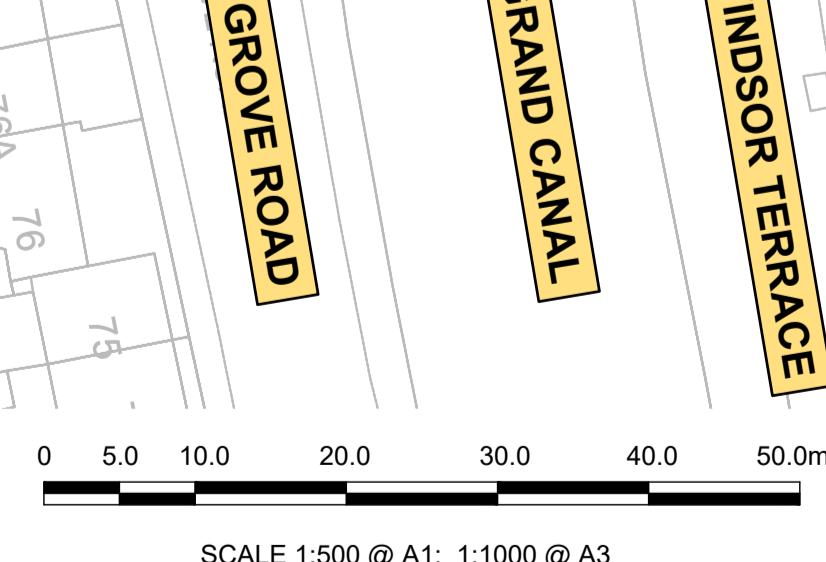 GROVE ROAD
GRAND CANAL
INDSOR TERRACE
76A
76
75
0 5.0 10.0 20.0 30.0 40.0 50.0m
SCALE 1:500 @ A1; 1:1000 @ A3